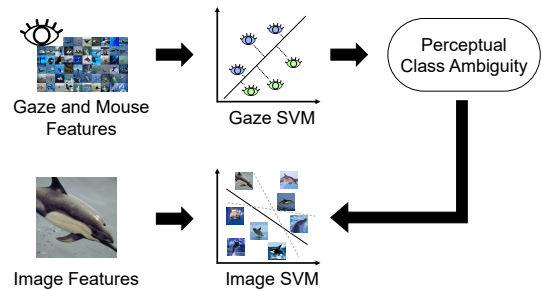 Gaze and Mouse
Features
Gaze SVM
Perceptual
Class Ambiguity
Image Features
Image SVM